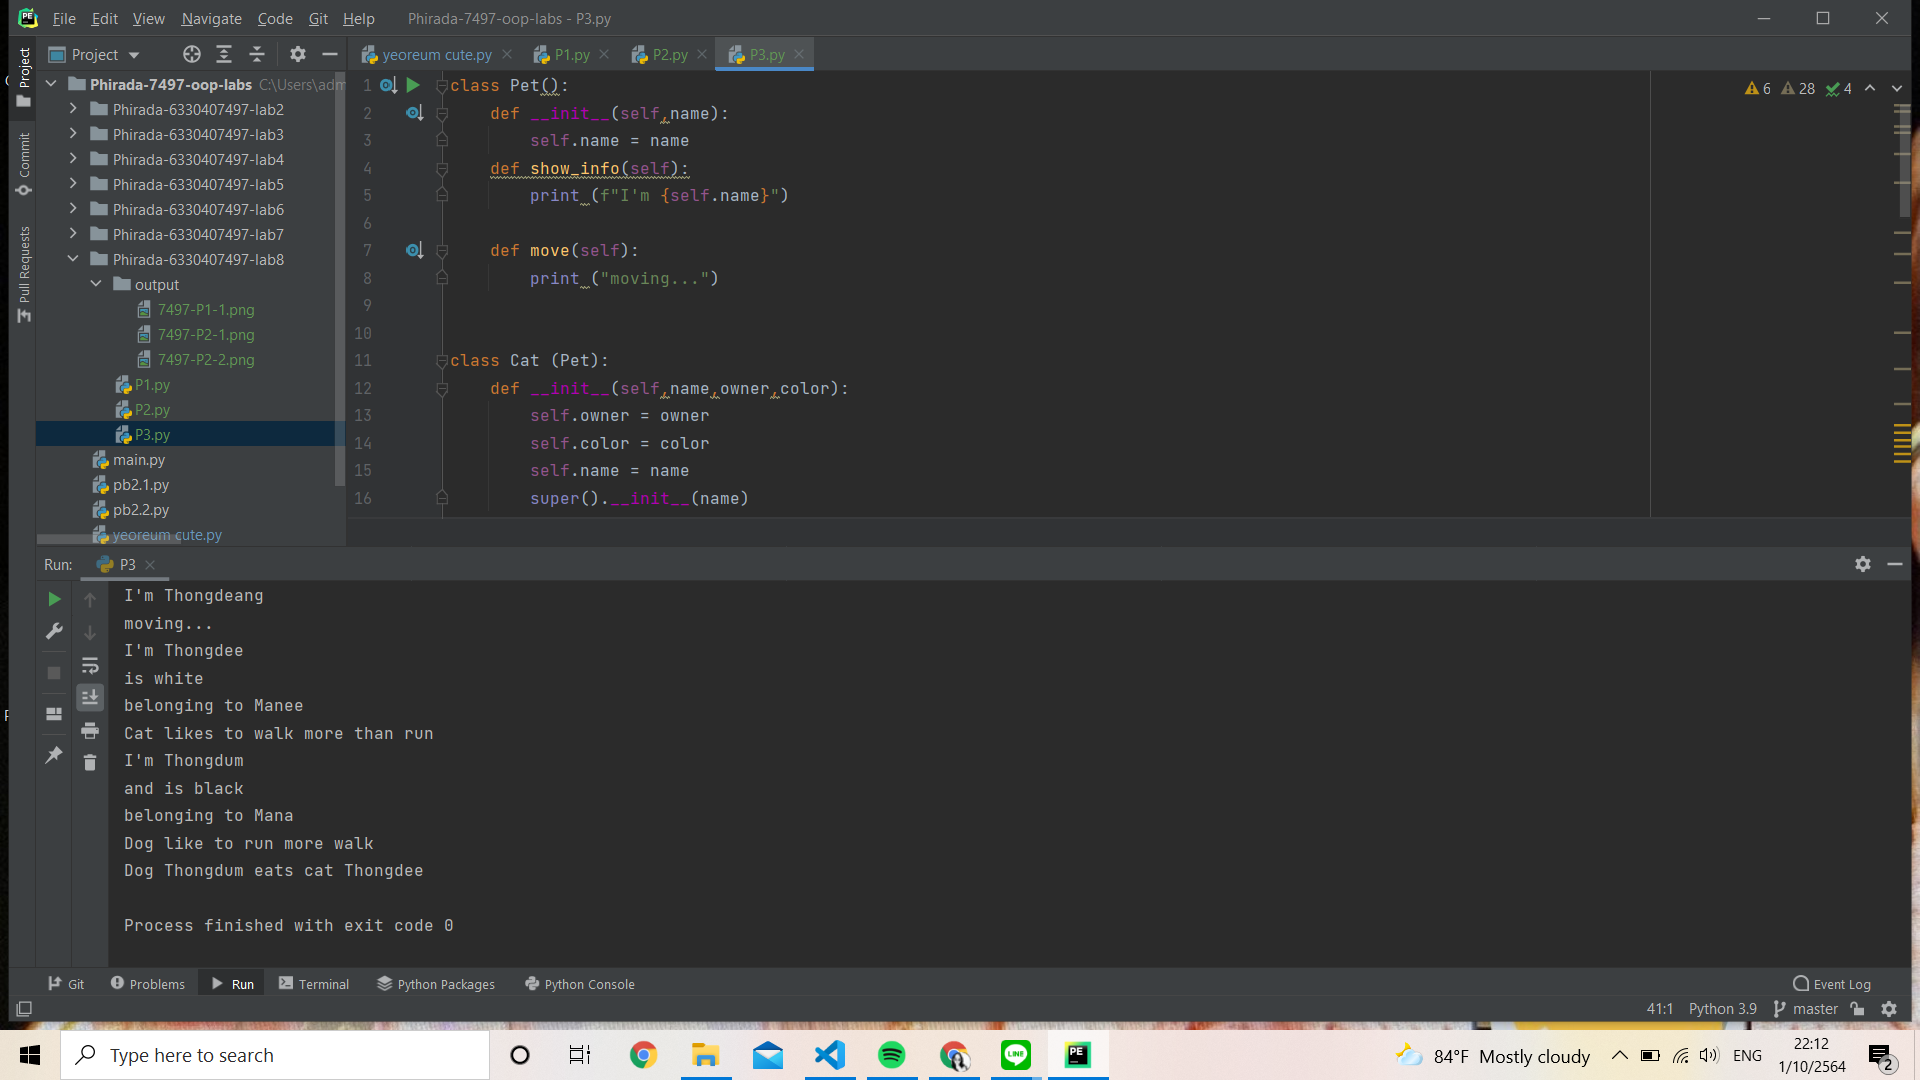 File Edit View Navigate Code Git Help Phirada-7497-oop-labs - P3.py
Project
yeoreum cute.py
P1.py
P2.py
P3.py
Project
Commit
Pull Requests
Phirada-7497-oop-labs
Phirada-6330407497-lab2
Phirada-6330407497-lab3
Phirada-6330407497-lab4
Phirada-6330407497-lab5
Phirada-6330407497-lab6
Phirada-6330407497-lab7
Phirada-6330407497-lab8
output
7497-P1-1.png
7497-P2-1.png
7497-P2-2.png
P1.py
P2.py
P3.py
main.py
pb2.1.py
pb2.2.py
yeoreum cute.py
6 28 4
1 class Pet():
2 def __init__(self,name):
3 self.name = name
4 def show_info(self):
5 print (f"I'm {self.name}")
6
7 def move(self):
8 print ("moving...")
9
10
11 class Cat (Pet):
12 def __init__(self,name,owner,color):
13 self.owner = owner
14 self.color = color
15 self.name = name
16 super().__init__(name)
Run: P3
I'm Thongdeang
moving...
I'm Thongdee
is white
belonging to Manee
Cat likes to walk more than run
I'm Thongdum
and is black
belonging to Mana
Dog like to run more walk
Dog Thongdum eats cat Thongdee
Process finished with exit code 0
Git Problems Run Terminal Python Packages Python Console Event Log
41:1 Python 3.9 master
Type here to search
LINE
PE
84°F Mostly cloudy
ENG
22:12
1/10/2564
2